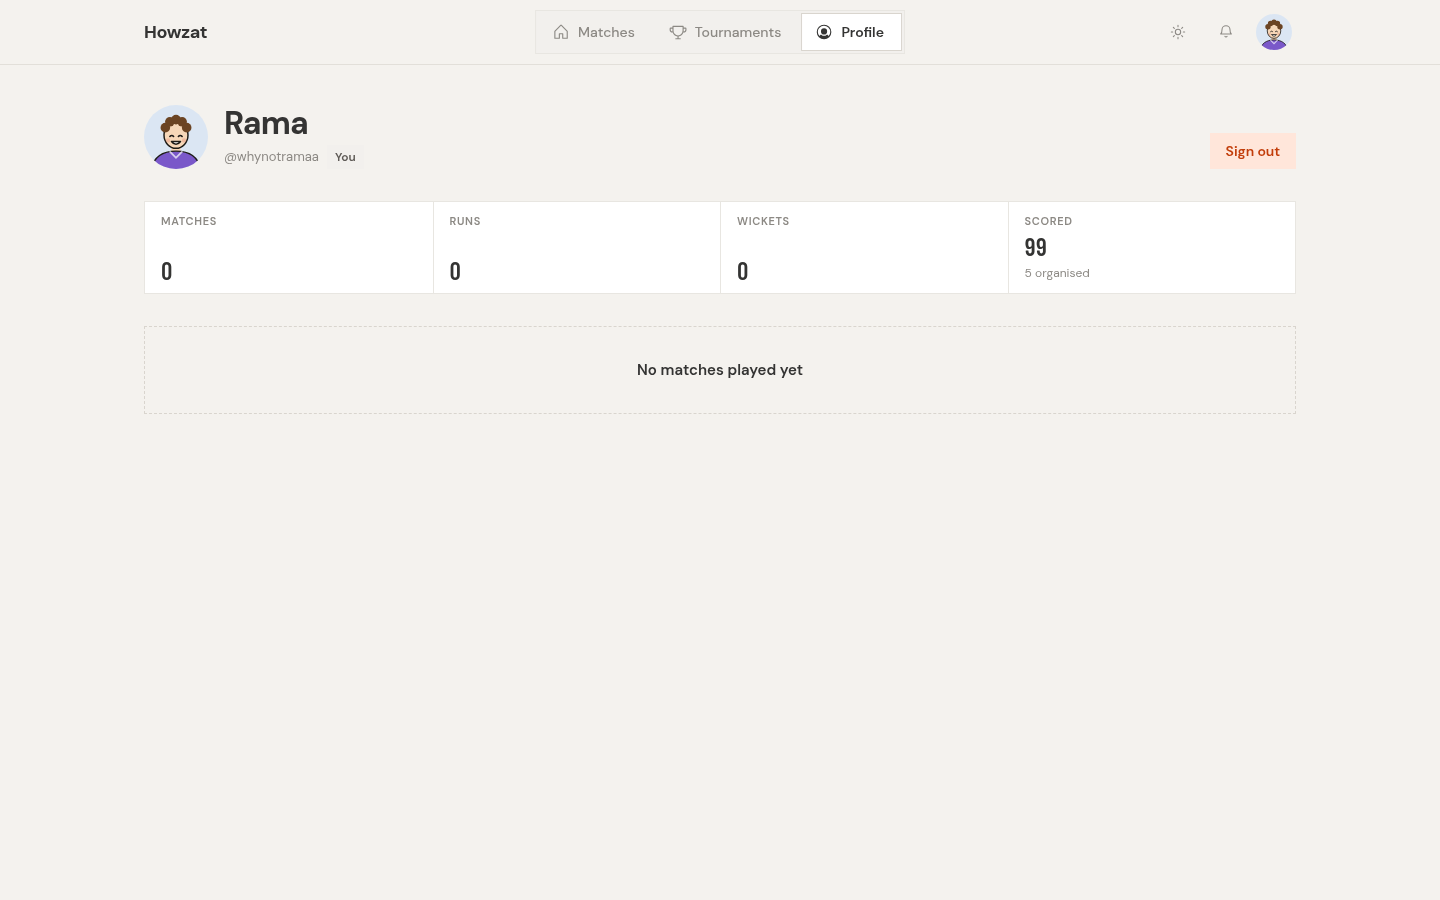 Howzat
Matches
Tournaments
Profile
Rama
@whynotramaa You
Sign out
MATCHES
0
RUNS
0
WICKETS
0
SCORED
99
5 organised
No matches played yet